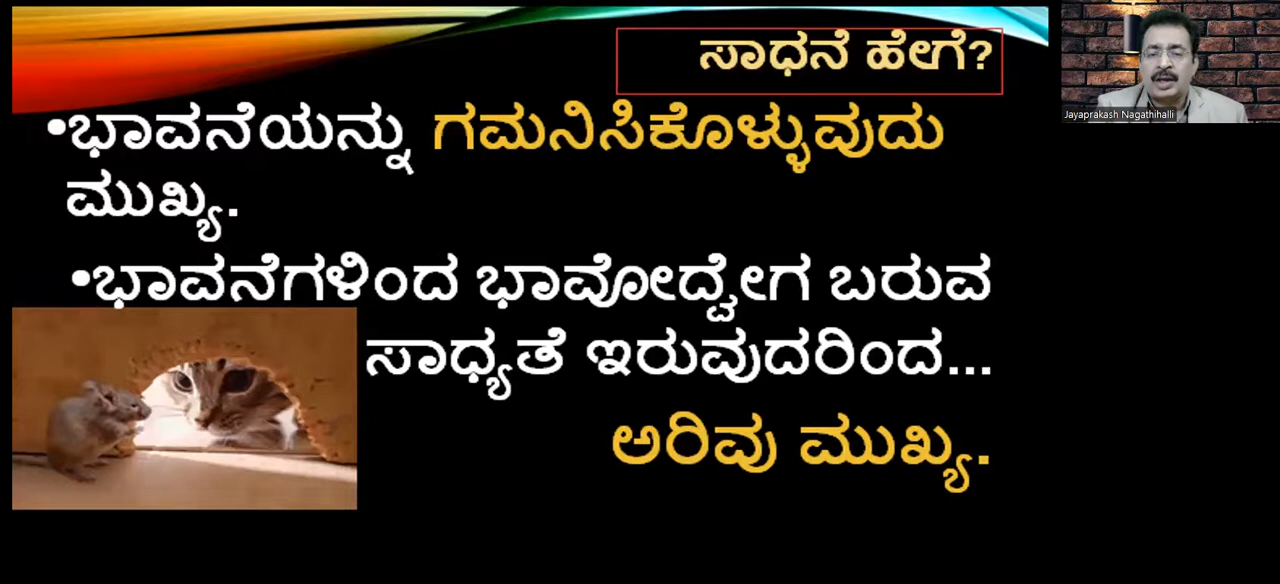 ಸಾಧನೆ ಹೇಗೆ?
Jayaprakash Nagathihalli
•ಭಾವನೆಯನ್ನು ಗಮನಿಸಿಕೊಳ್ಳುವುದು
ಮುಖ್ಯ.
•ಭಾವನೆಗಳಿಂದ ಭಾವೋದ್ವೇಗ ಬರುವ
ಸಾಧ್ಯತೆ ಇರುವುದರಿಂದ...
ಅರಿವು ಮುಖ್ಯ.